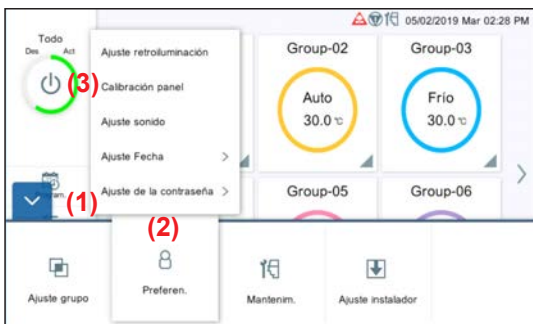 05/02/2019 Mar 02:28 PM
Todo
Des Act
(3)
Ajuste retroiluminación
Calibración panel
Ajuste sonido
Ajuste Fecha >
Ajuste de la contraseña >
Group-02
Auto
30.0 °C
Group-03
Frío
30.0 °C
Program.
(1)
Group-05
Group-06
(2)
Ajuste grupo
Preferen.
Mantenim.
Ajuste instalador